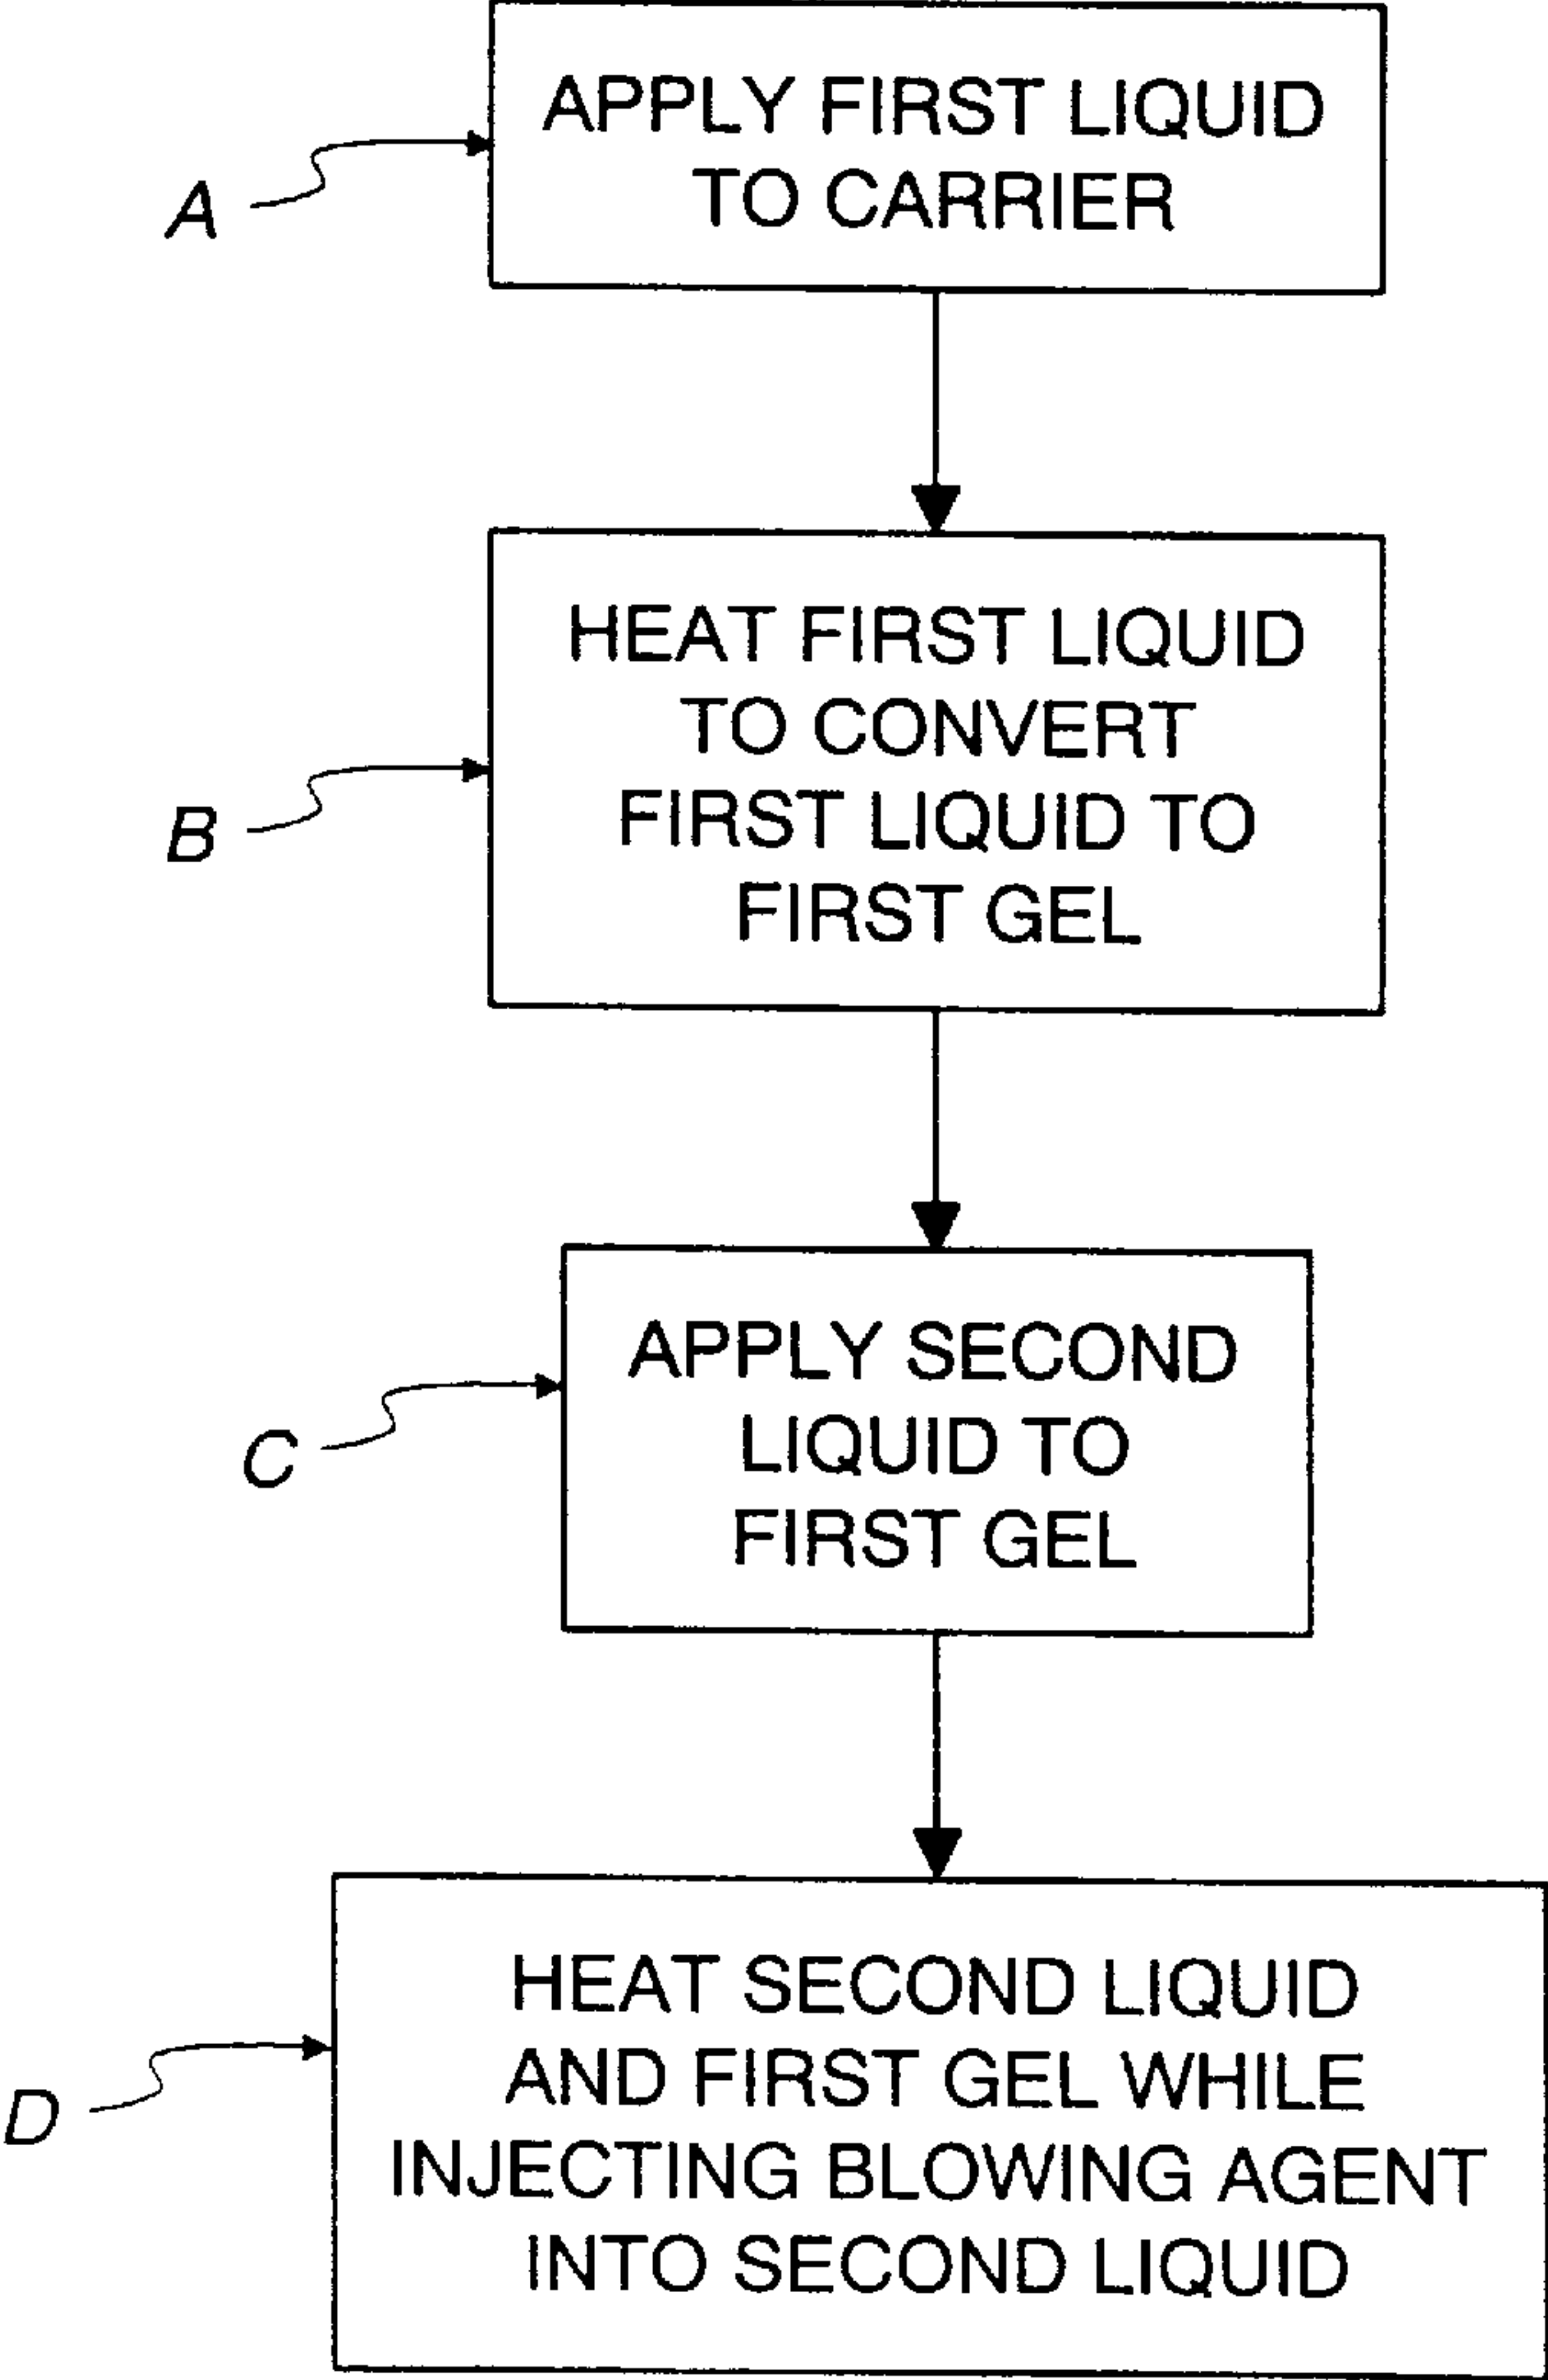 APPLY FIRST LIQUID
TO CARRIER
A
HEAT FIRST LIQUID
TO CONVERT
FIRST LIQUID TO
FIRST GEL
B
APPLY SECOND
LIQUID TO
FIRST GEL
C
HEAT SECOND LIQUID
AND FIRST GEL WHILE
INJECTING BLOWING AGENT
INTO SECOND LIQUID
D